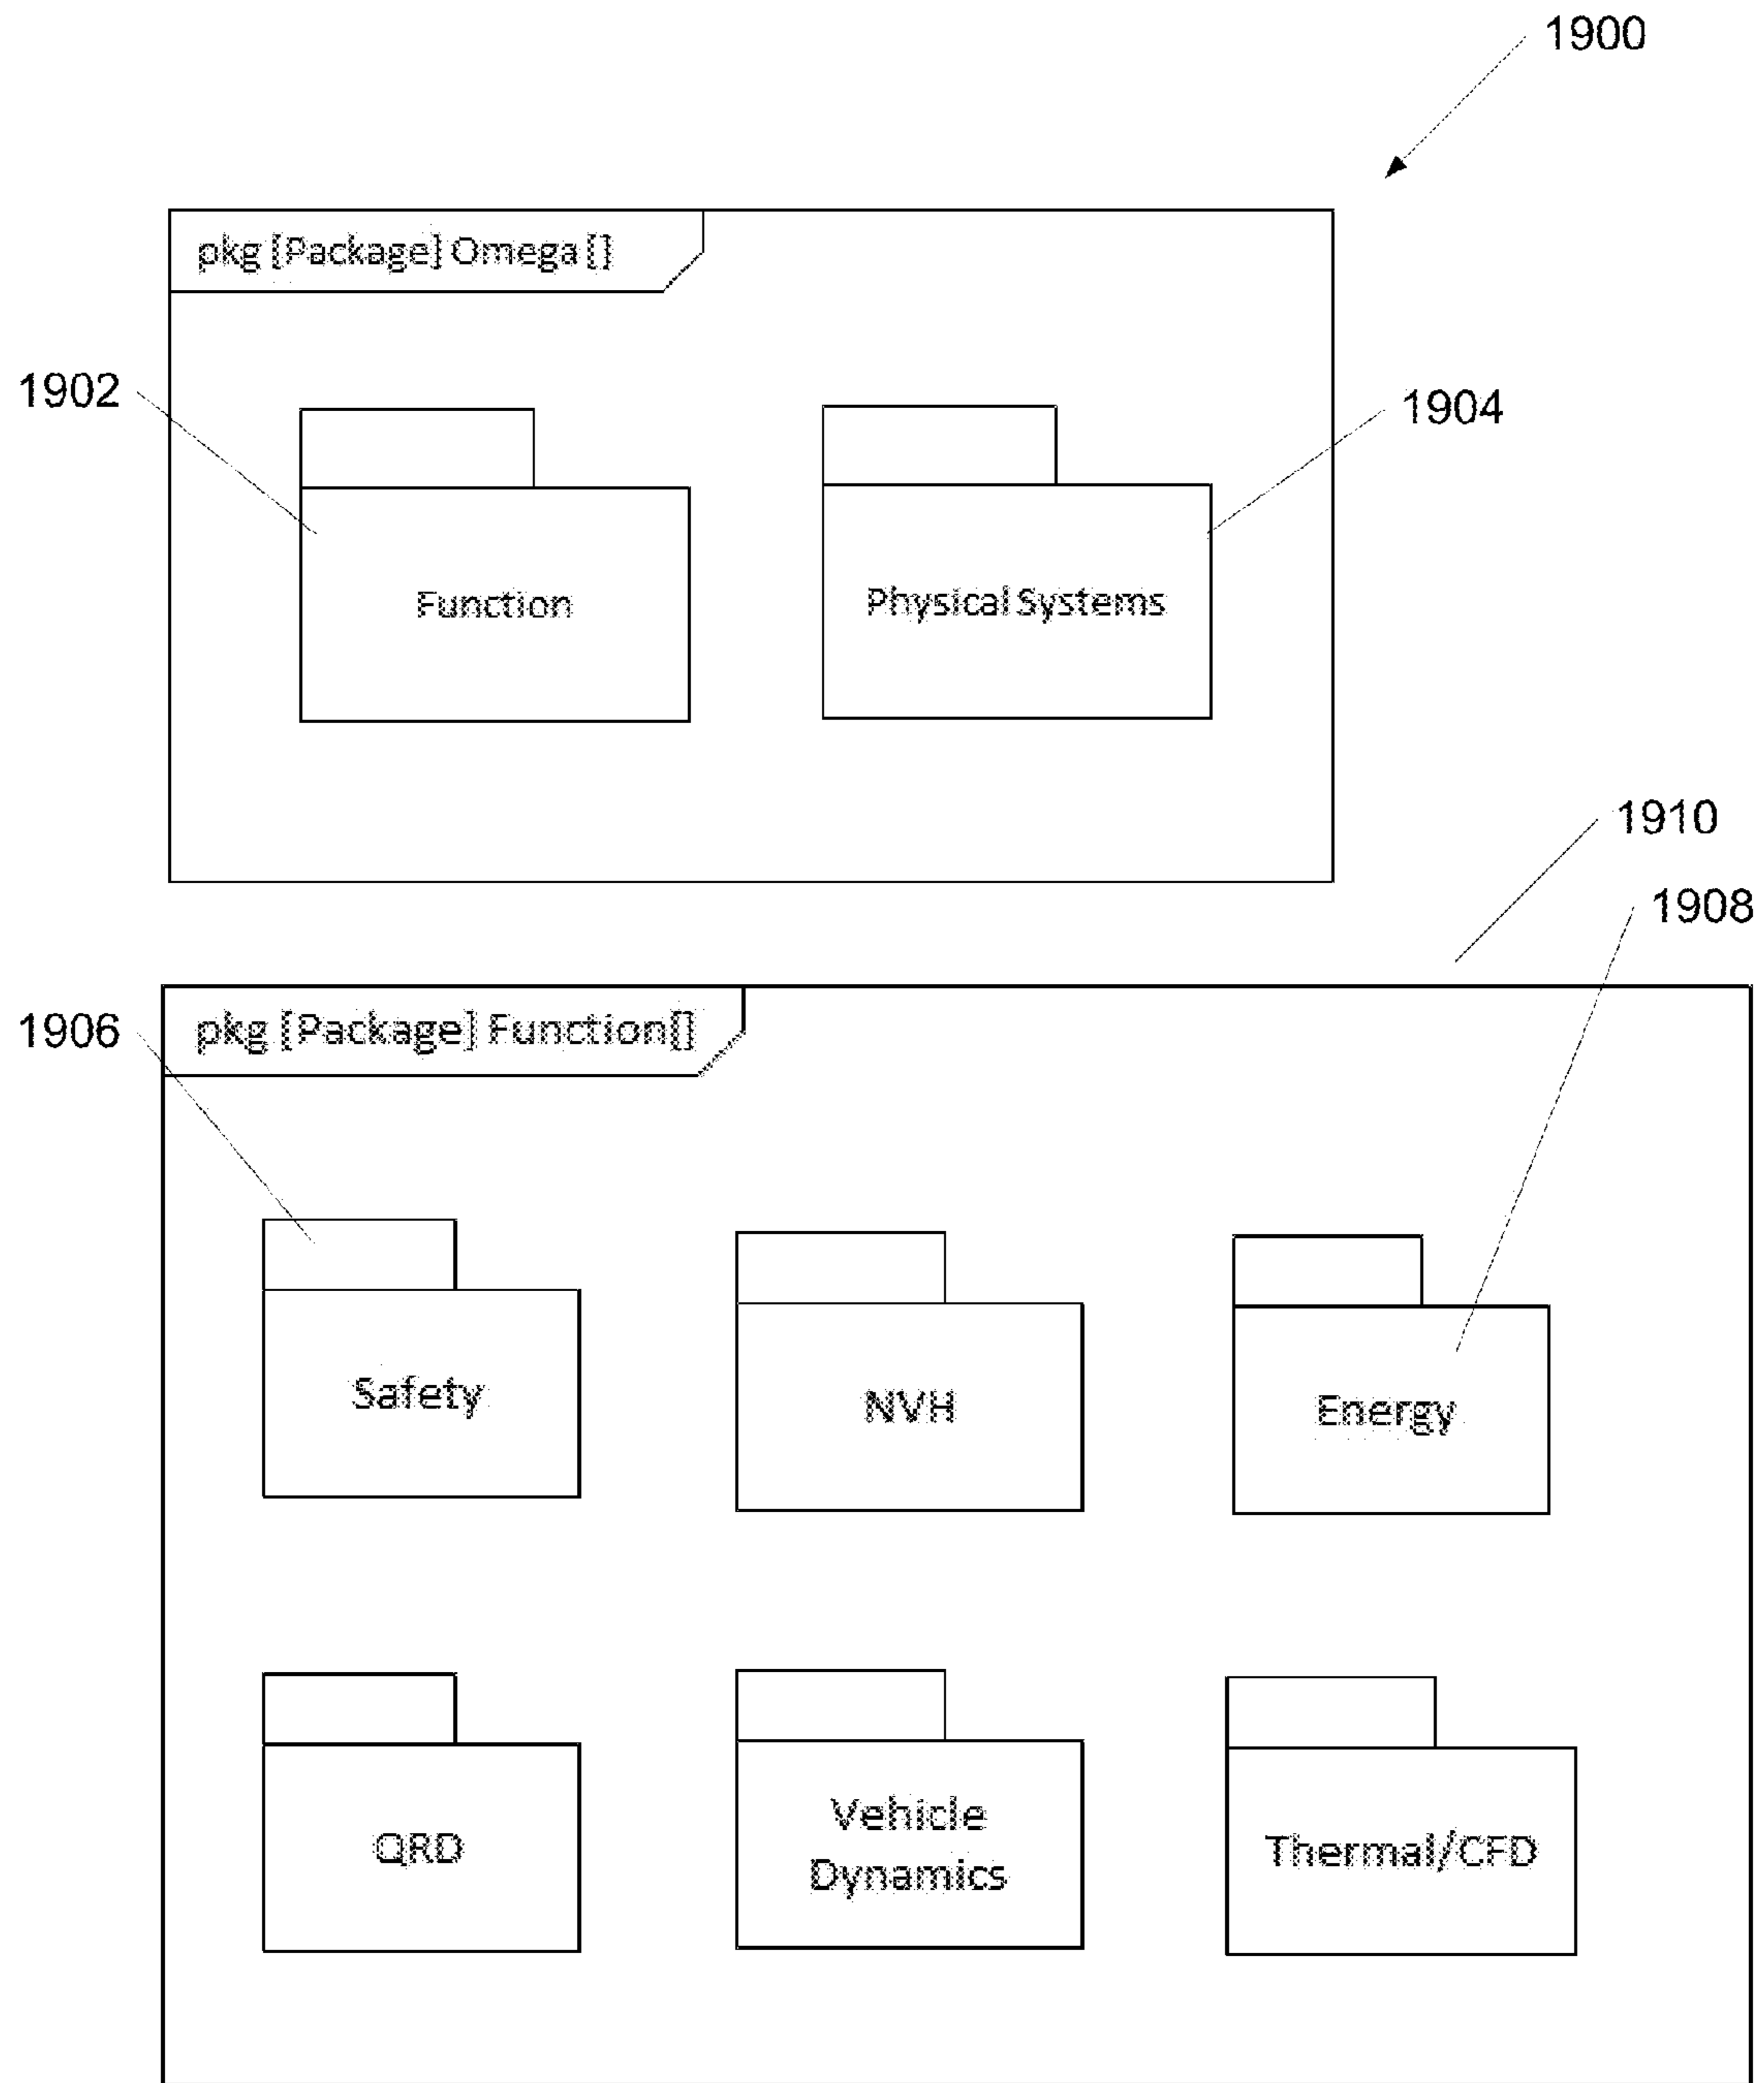 1900
pkg [Package] Omega []
1902
1904
Function
Physical Systems
1910
1908
1906
pkg [Package] Function[]
Safety
NVH
Energy
QRD
Vehicle
Dynamics
Thermal/CFD